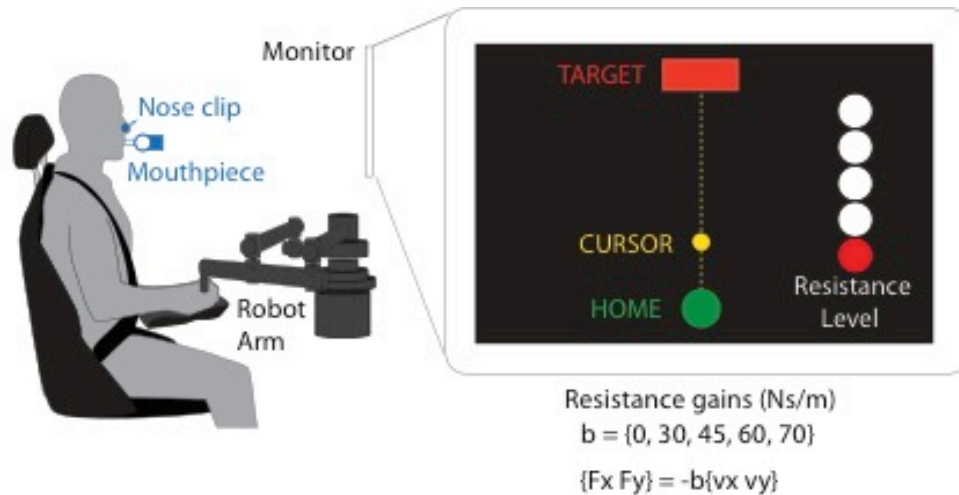 Monitor
Nose clip
Mouthpiece
Robot
Arm
TARGET
CURSOR
HOME
Resistance
Level
Resistance gains (Ns/m)
b = {0, 30, 45, 60, 70}
{Fx Fy} = -b{vx vy}